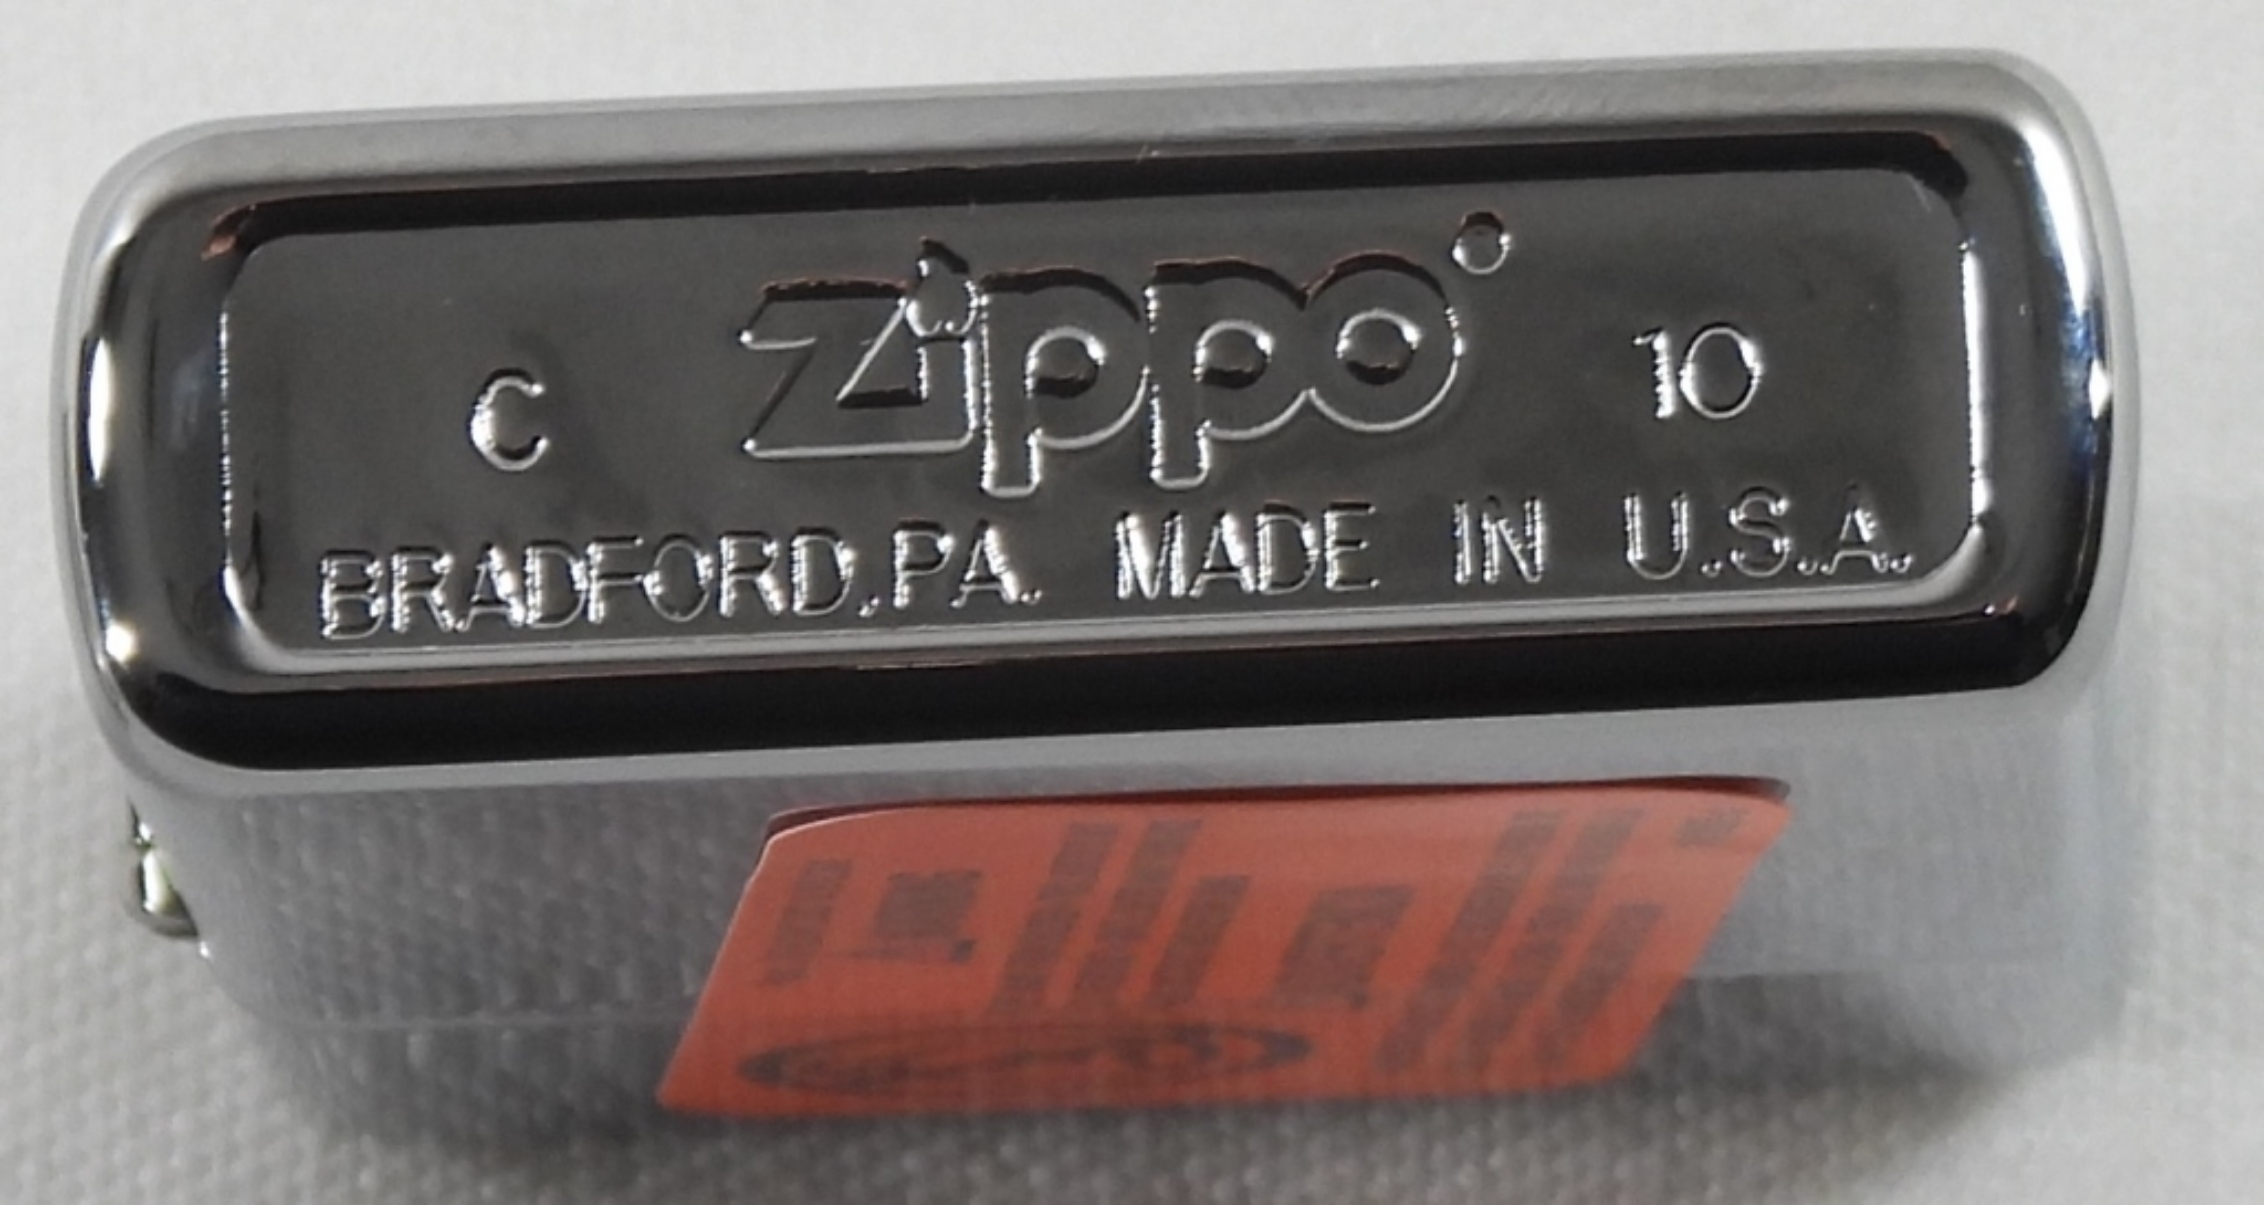 C zippo 10
BRADFORD, PA. MADE IN U.S.A.